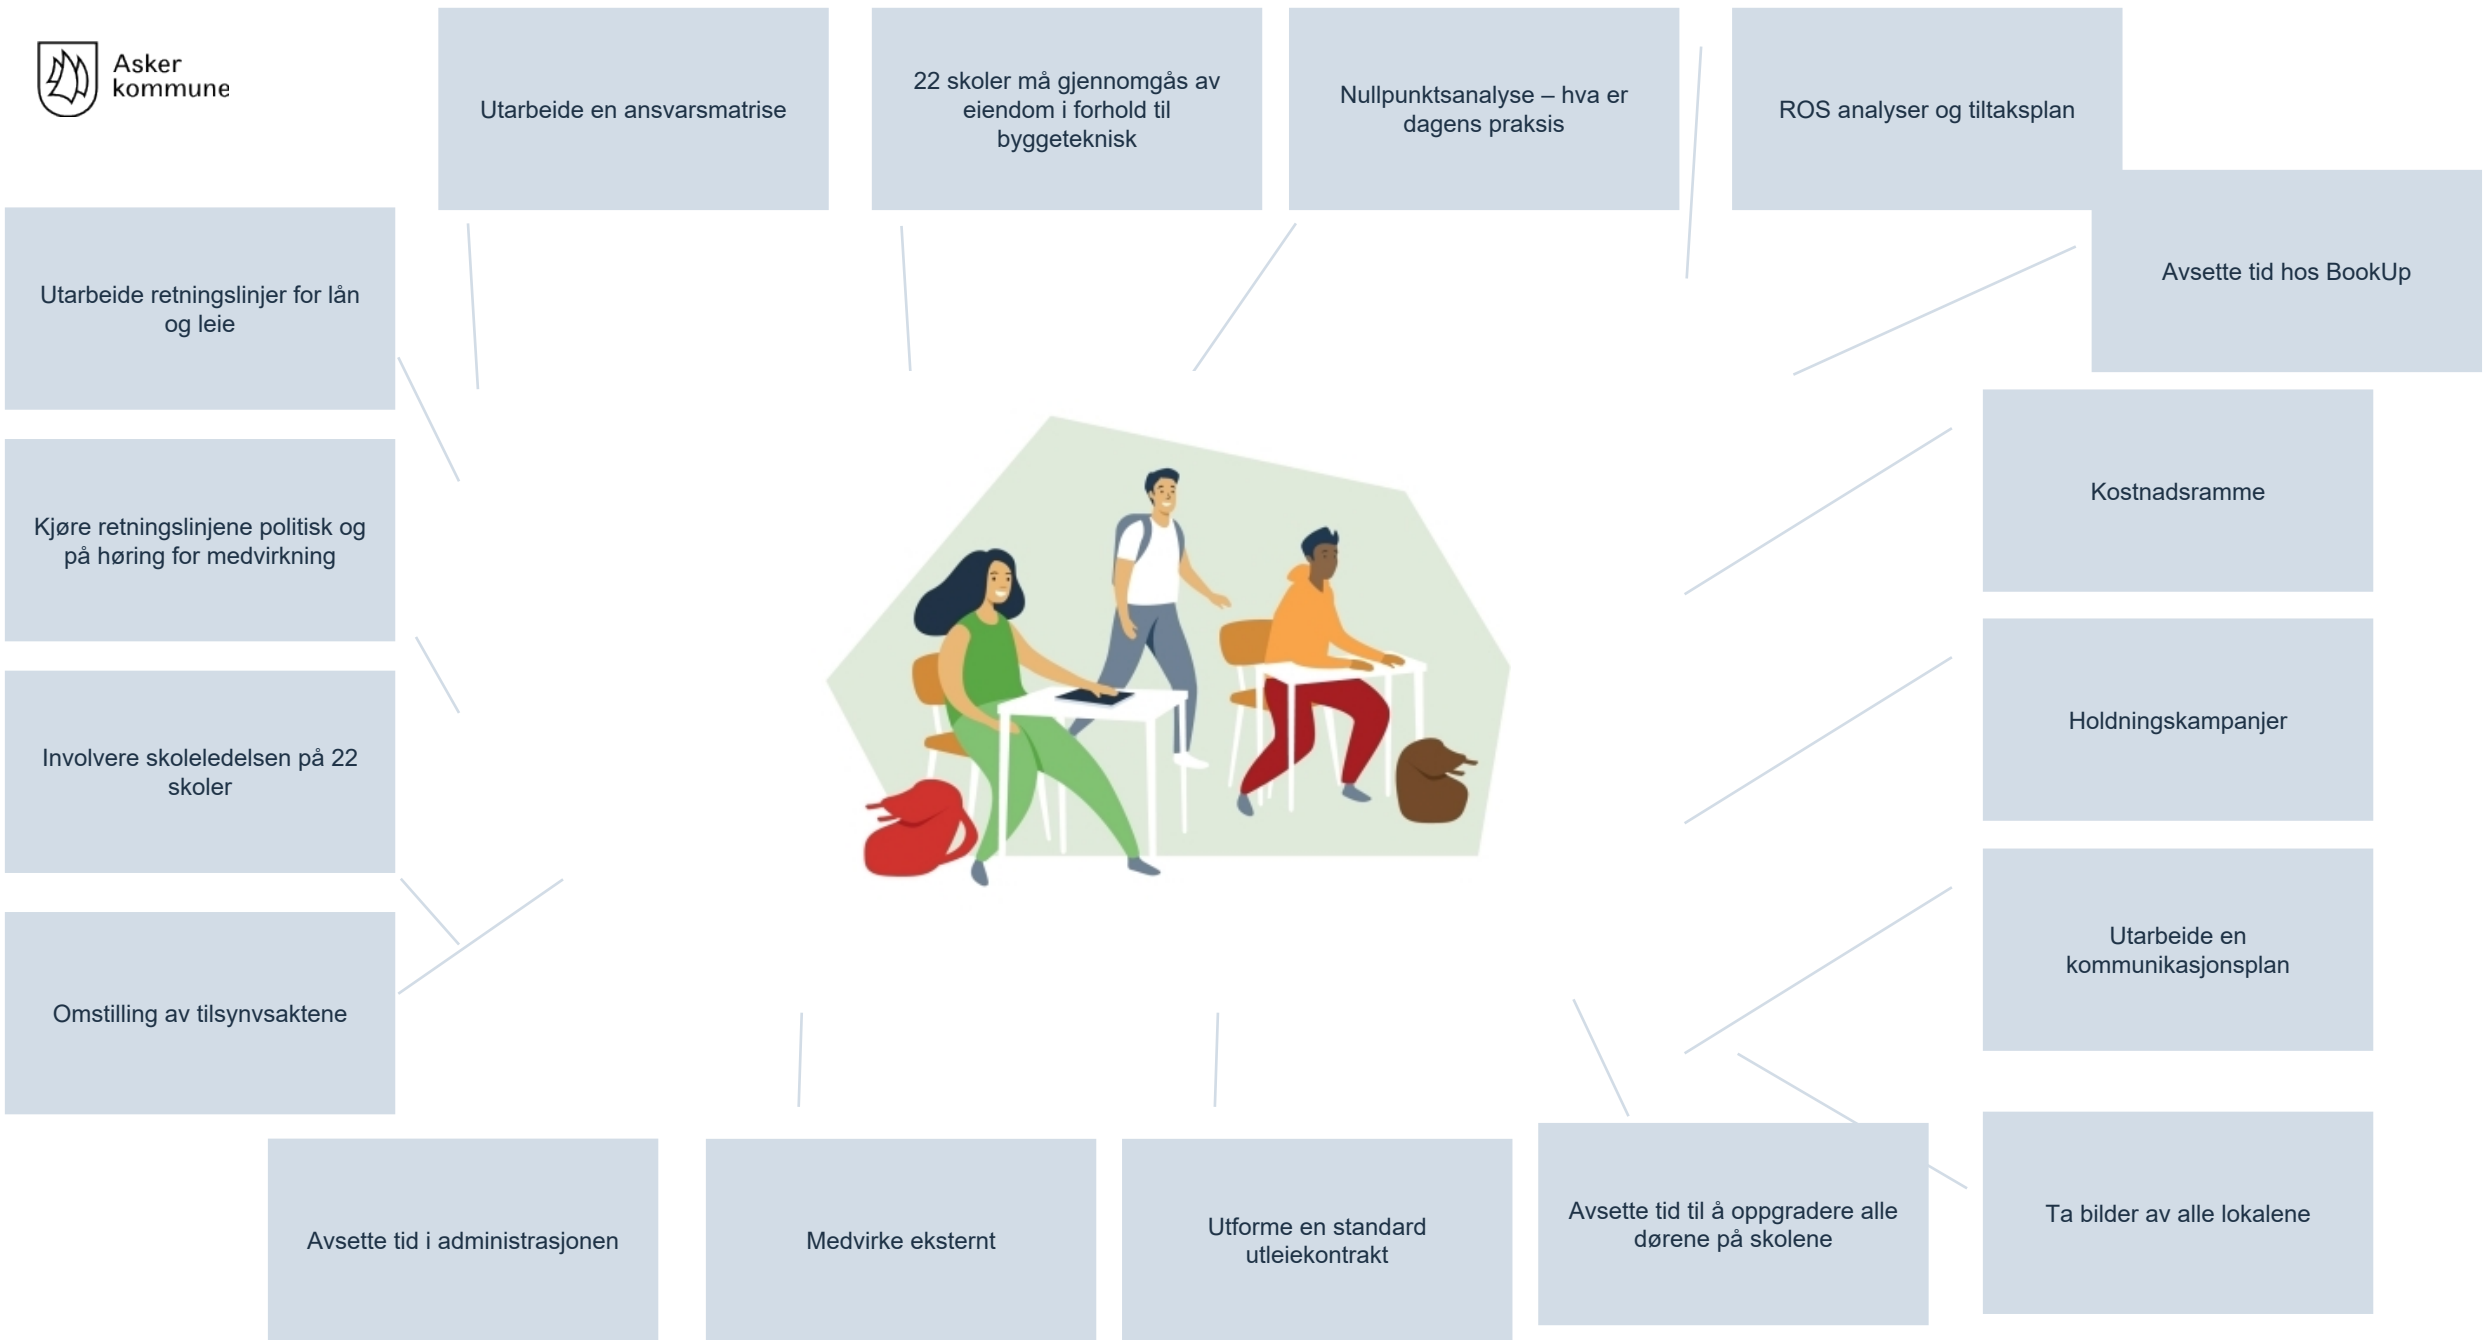 Asker
kommune
Utarbeide en ansvarsmatrise
22 skoler må gjennomgås av
eiendom i forhold til
byggeteknisk
Nullpunktsanalyse – hva er
dagens praksis
ROS analyser og tiltaksplan
Avsette tid hos BookUp
Utarbeide retningslinjer for lån
og leie
Kjøre retningslinjene politisk og
på høring for medvirkning
Involvere skoleledelsen på 22
skoler
Omstilling av tilsynvsaktene
Kostnadsramme
Holdningskampanjer
Utarbeide en
kommunikasjonsplan
Avsette tid i administrasjonen
Medvirke eksternt
Utforme en standard
utleiekontrakt
Avsette tid til å oppgradere alle
dørene på skolene
Ta bilder av alle lokalene